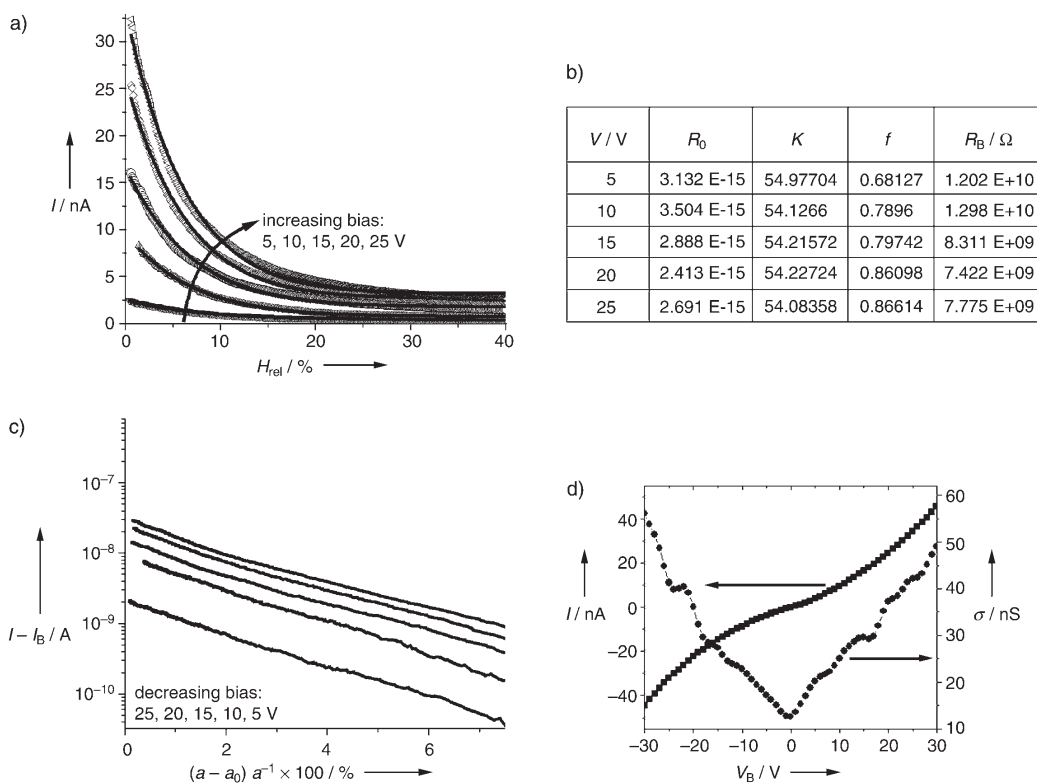 a)
30
25
20
15
10
5
0
I / nA
increasing bias:
5, 10, 15, 20, 25 V
0 10 20 30 40
H_rel / %
b)
V / V R₀ K f R_B / Ω
5 3.132 E-15 54.97704 0.68127 1.202 E+10
10 3.504 E-15 54.1266 0.7896 1.298 E+10
15 2.888 E-15 54.21572 0.79742 8.311 E+09
20 2.413 E-15 54.22724 0.86098 7.422 E+09
25 2.691 E-15 54.08358 0.86614 7.775 E+09
c)
10⁻⁷
10⁻⁸
10⁻⁹
10⁻¹⁰
I – I_B / A
decreasing bias:
25, 20, 15, 10, 5 V
0 2 4 6
(a – a₀) a⁻¹ × 100 / %
d)
40
20
0
–20
–40
I / nA
60
50
40
30
20
10
σ / nS
–30 –20 –10 0 10 20 30
V_B / V